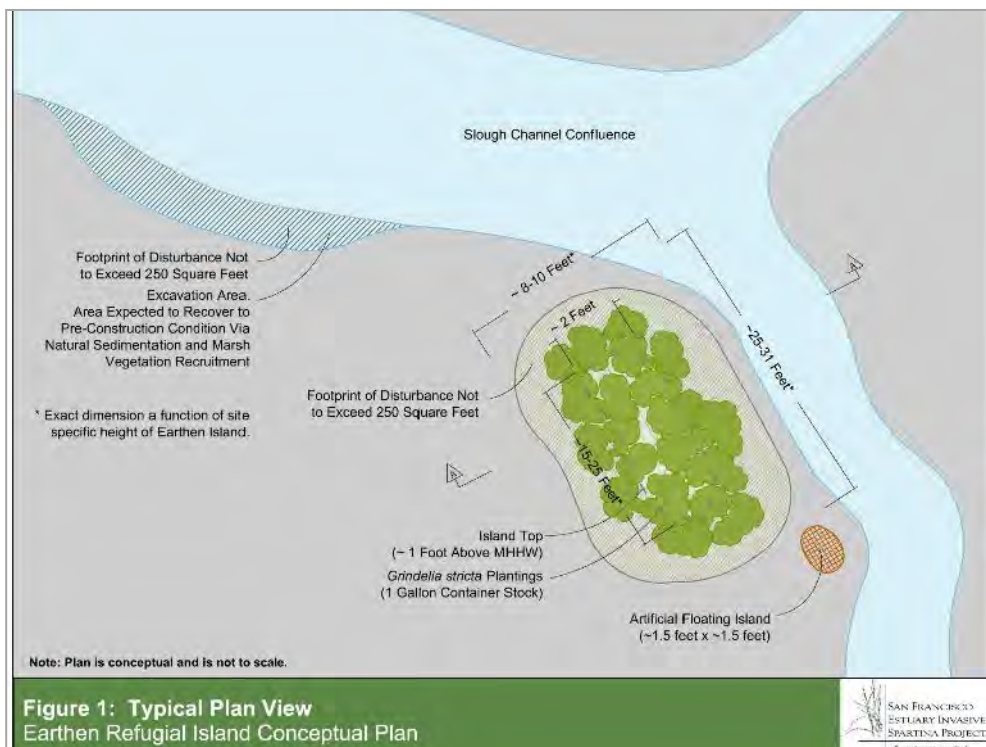 Slough Channel Confluence
Footprint of Disturbance Not
to Exceed 250 Square Feet
Excavation Area.
Area Expected to Recover to
Pre-Construction Condition Via
Natural Sedimentation and Marsh
Vegetation Recruitment
* Exact dimension a function of site
specific height of Earthen Island.
~ 8-10 Feet*
~ 2 Feet
~25-31 Feet*
~15-25 Feet*
A
A
Footprint of Disturbance Not
to Exceed 250 Square Feet
Island Top
(~ 1 Foot Above MHHW)
Grindelia stricta Plantings
(1 Gallon Container Stock)
Artificial Floating Island
(~1.5 feet x ~1.5 feet)
Note: Plan is conceptual and is not to scale.
Figure 1: Typical Plan View
Earthen Refugial Island Conceptual Plan
SAN FRANCISCO
ESTUARY INVASIVE
SPARTINA PROJECT